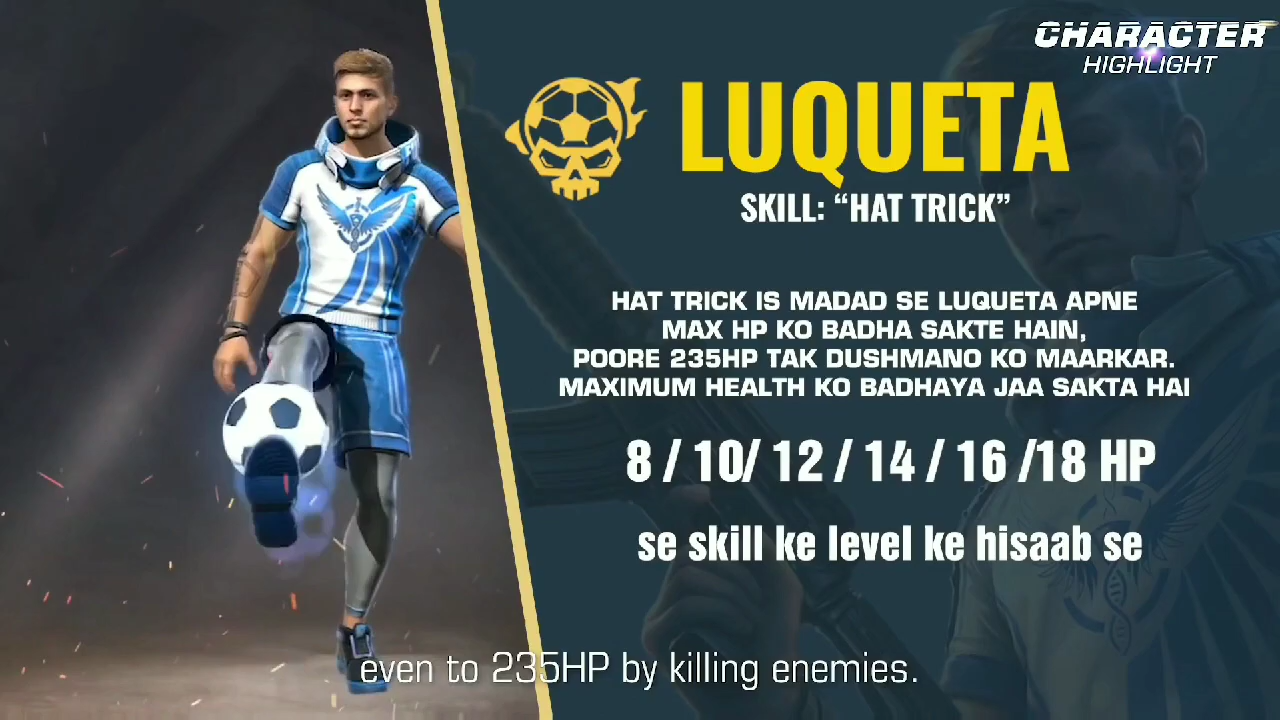 CHARACTER
HIGHLIGHT
LUQUETA
SKILL: “HAT TRICK”
HAT TRICK IS MADAD SE LUQUETA APNE
MAX HP KO BADHA SAKTE HAIN,
POORE 235HP TAK DUSHMANO KO MAARKAR.
MAXIMUM HEALTH KO BADHAYA JAA SAKTA HAI
8 / 10/ 12 / 14 / 16 /18 HP
se skill ke level ke hisaab se
even to 235HP by killing enemies.